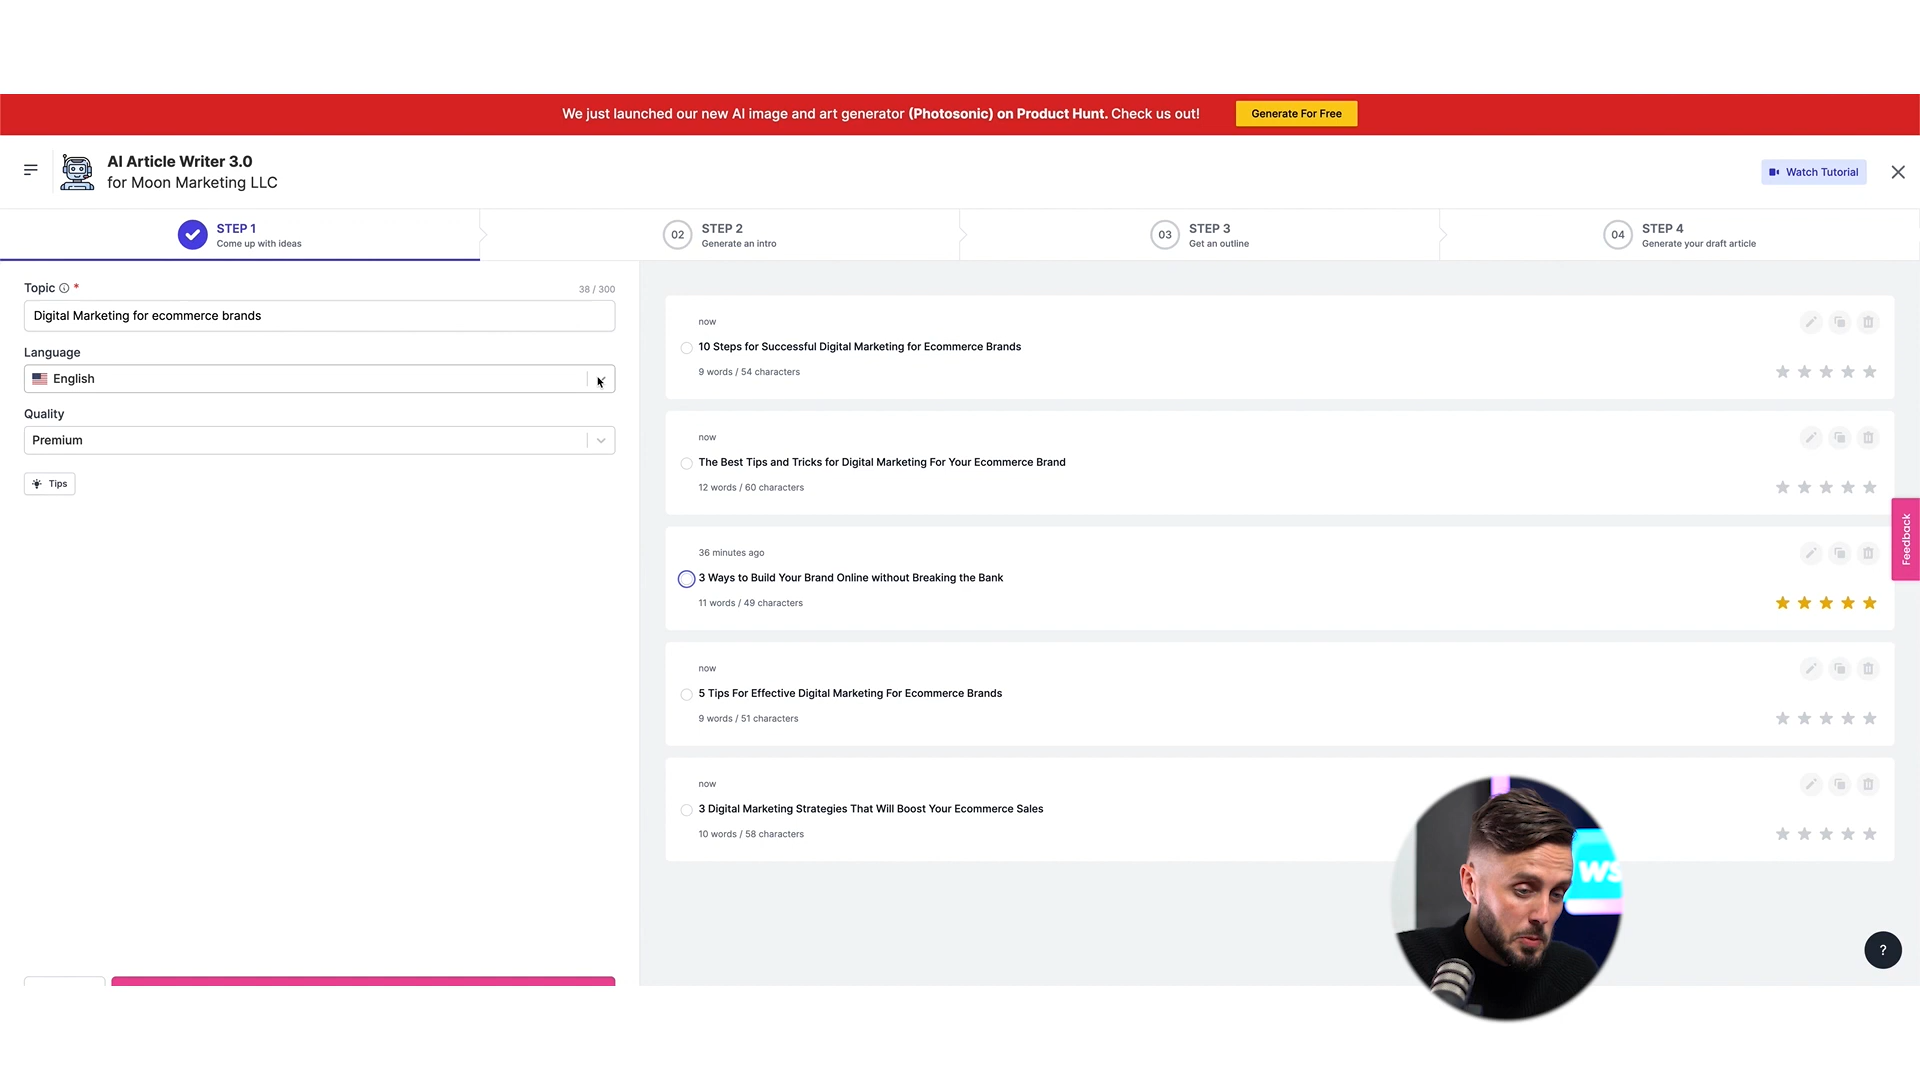 We just launched our new AI image and art generator (Photosonic) on Product Hunt. Check us out!
Generate For Free
AI Article Writer 3.0
for Moon Marketing LLC
Watch Tutorial
STEP 1
Come up with ideas
02
STEP 2
Generate an intro
03
STEP 3
Get an outline
04
STEP 4
Generate your draft article
Topic *
38 / 300
Digital Marketing for ecommerce brands
Language
English
Quality
Premium
Tips
now
10 Steps for Successful Digital Marketing for Ecommerce Brands
9 words / 54 characters
now
The Best Tips and Tricks for Digital Marketing For Your Ecommerce Brand
12 words / 60 characters
36 minutes ago
3 Ways to Build Your Brand Online without Breaking the Bank
11 words / 49 characters
now
5 Tips For Effective Digital Marketing For Ecommerce Brands
9 words / 51 characters
now
3 Digital Marketing Strategies That Will Boost Your Ecommerce Sales
10 words / 58 characters
Feedback
WS
?